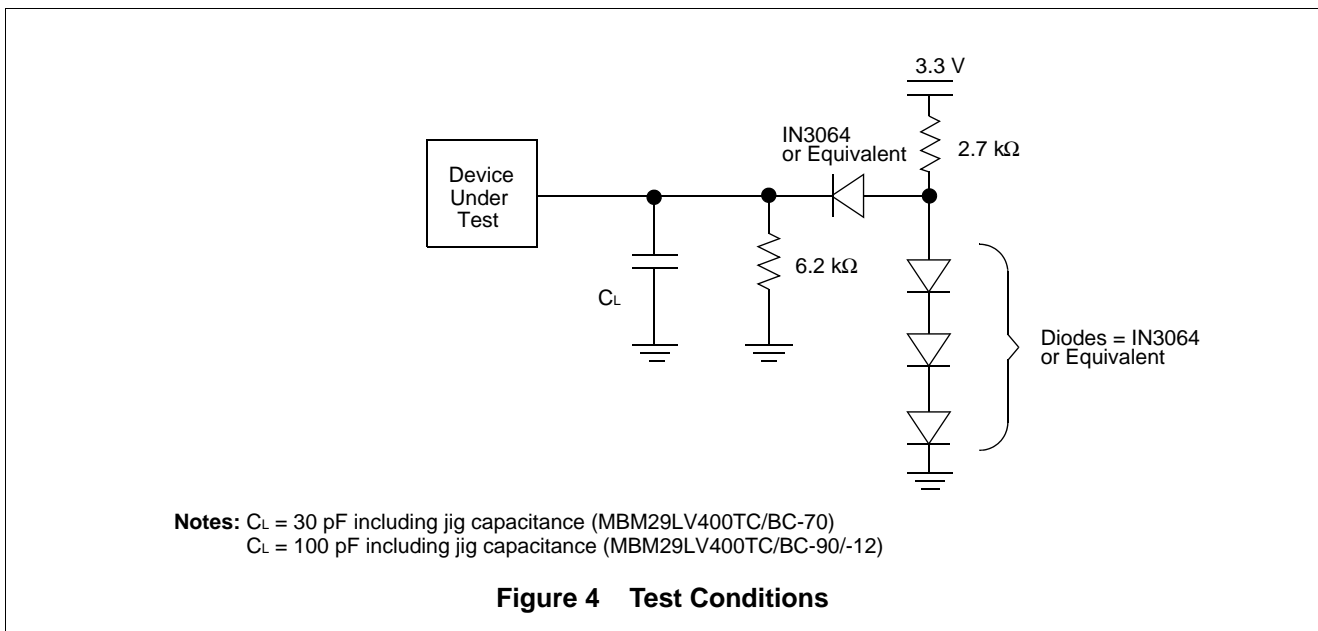 3.3 V
IN3064
or Equivalent
2.7 kΩ
Device
Under
Test
6.2 kΩ
CL
Diodes = IN3064
or Equivalent
Notes: CL = 30 pF including jig capacitance (MBM29LV400TC/BC-70)
CL = 100 pF including jig capacitance (MBM29LV400TC/BC-90/-12)
Figure 4 Test Conditions